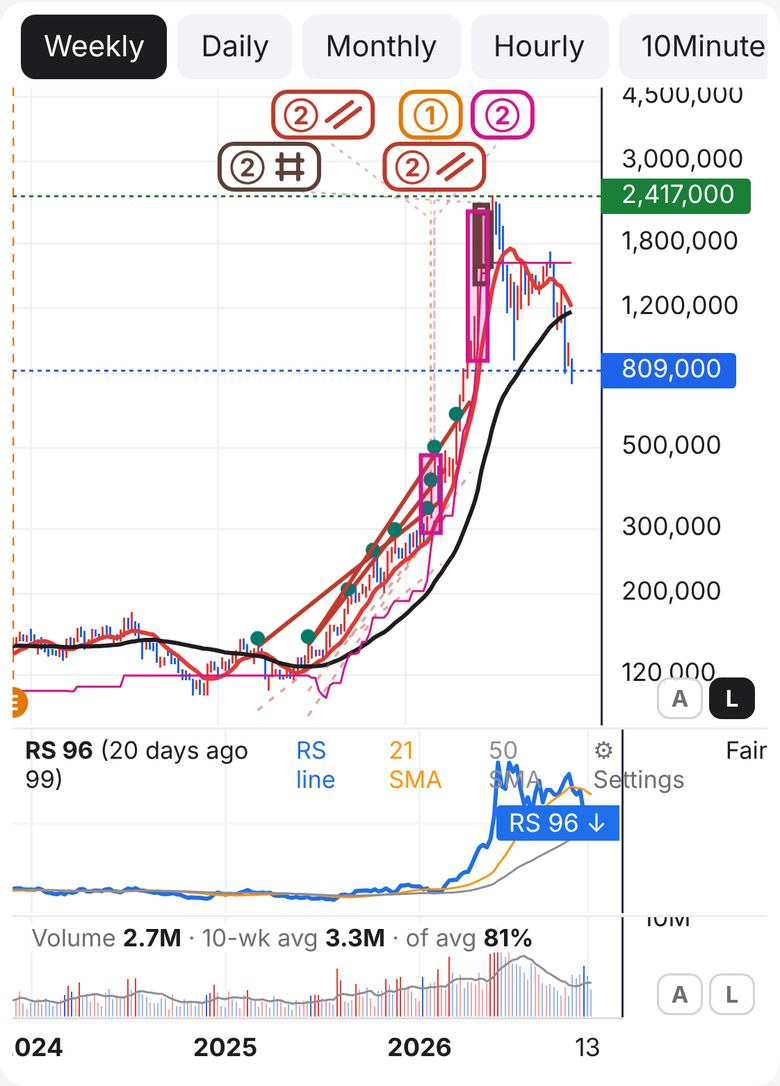 Weekly Daily Monthly Hourly 10Minute
4,500,000
② ① ②
② ②
3,000,000
2,417,000
1,800,000
1,200,000
809,000
500,000
300,000
200,000
120,000
E
A L
RS 96 (20 days ago 99)
RS line
21 SMA
50 SMA
⚙ Settings
Fair
RS 96 ↓
10M
Volume 2.7M · 10-wk avg 3.3M · of avg 81%
A L
2024 2025 2026 13